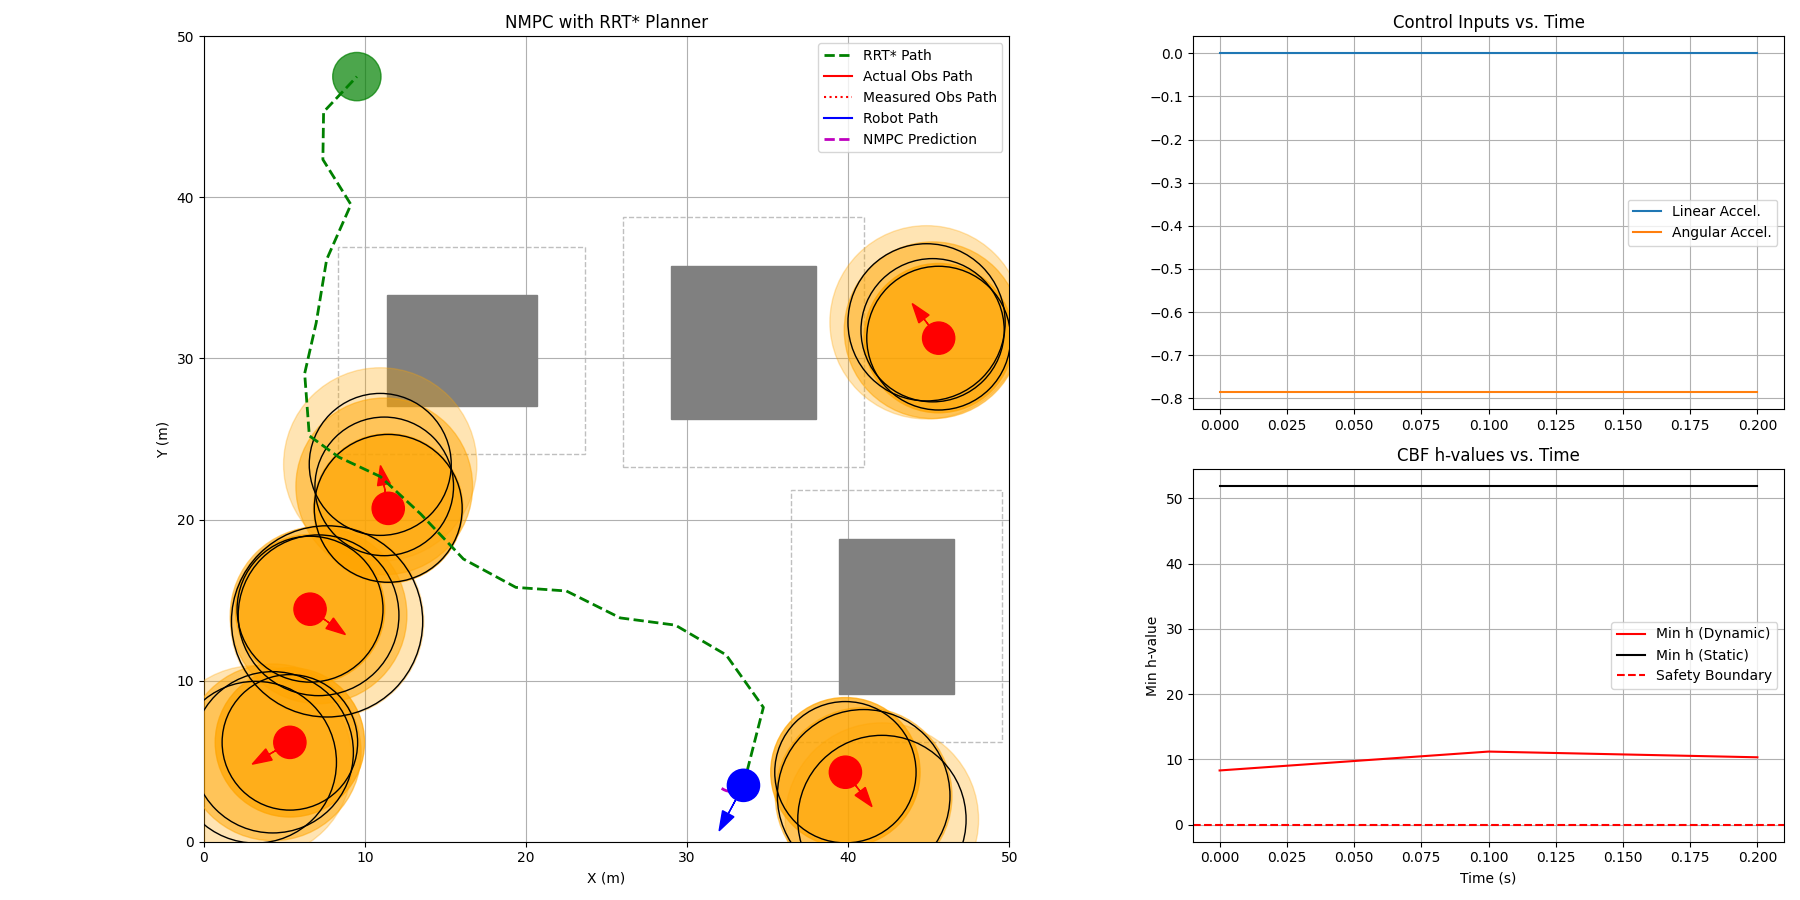 NMPC with RRT* Planner
50
40
30
20
10
0
Y (m)
0 10 20 30 40 50
X (m)
RRT* Path
Actual Obs Path
Measured Obs Path
Robot Path
NMPC Prediction
Control Inputs vs. Time
0.0
−0.1
−0.2
−0.3
−0.4
−0.5
−0.6
−0.7
−0.8
Linear Accel.
Angular Accel.
0.000 0.025 0.050 0.075 0.100 0.125 0.150 0.175 0.200
CBF h-values vs. Time
50
40
30
20
10
0
Min h-value
Min h (Dynamic)
Min h (Static)
Safety Boundary
0.000 0.025 0.050 0.075 0.100 0.125 0.150 0.175 0.200
Time (s)